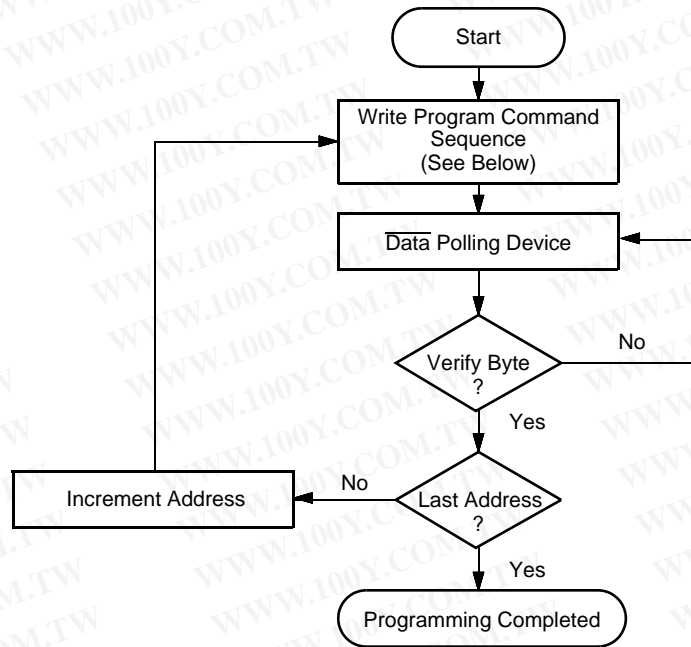 Start
Write Program Command
Sequence
(See Below)
Data Polling Device
Verify Byte
?
No
Yes
Increment Address
No
Last Address
?
Yes
Programming Completed
WWW.100Y.COM.TW